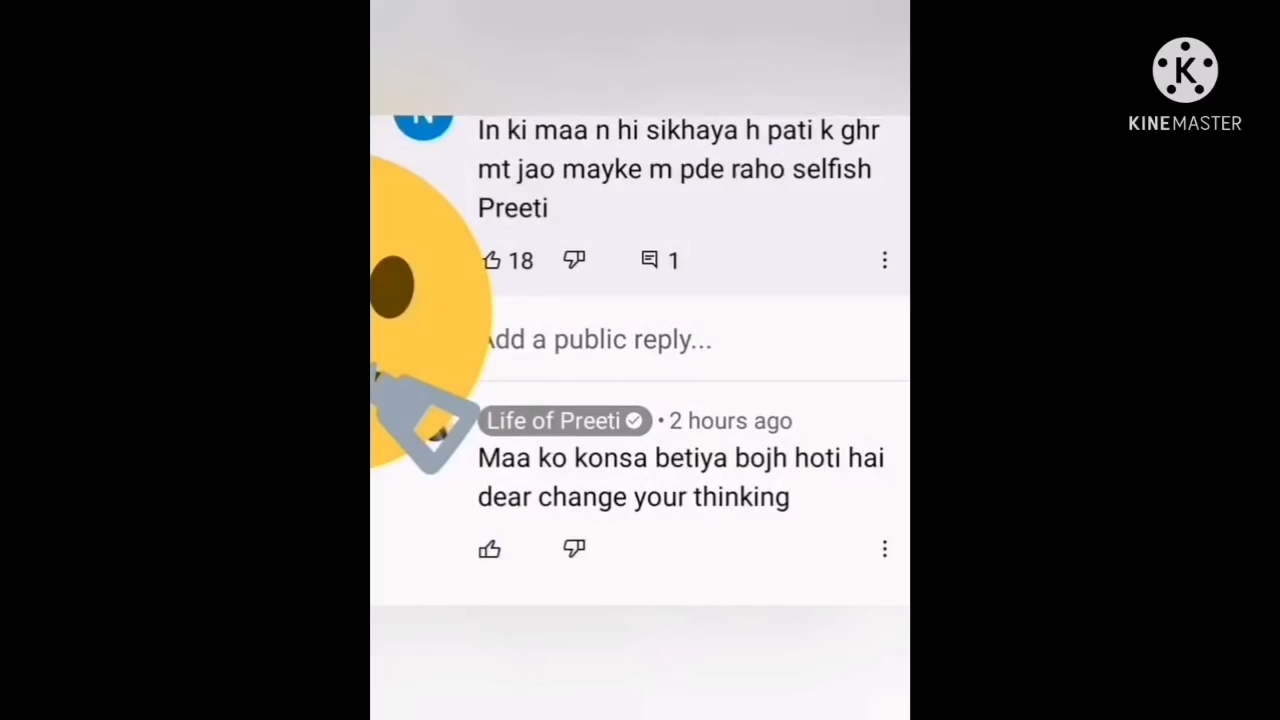 In ki maa n hi sikhaya h pati k ghr
mt jao mayke m pde raho selfish
Preeti
18
1
Add a public reply...
Life of Preeti • 2 hours ago
Maa ko konsa betiya bojh hoti hai
dear change your thinking
K
KINEMASTER